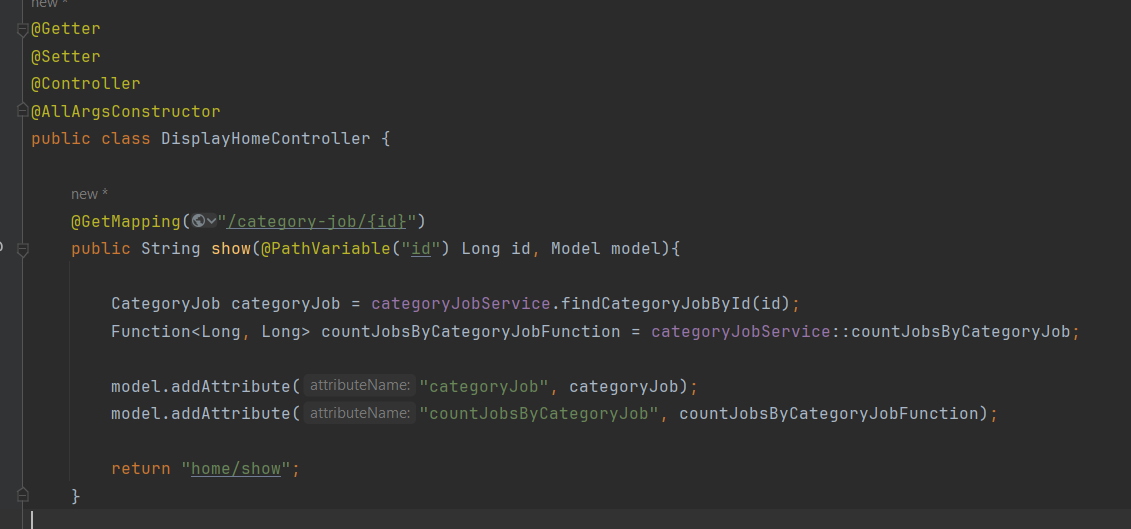 new *
@Getter
@Setter
@Controller
@AllArgsConstructor
public class DisplayHomeController {
new *
@GetMapping("/category-job/{id}")
public String show(@PathVariable("id") Long id, Model model){
CategoryJob categoryJob = categoryJobService.findCategoryJobById(id);
Function<Long, Long> countJobsByCategoryJobFunction = categoryJobService::countJobsByCategoryJob;
model.addAttribute( attributeName: "categoryJob", categoryJob);
model.addAttribute( attributeName: "countJobsByCategoryJob", countJobsByCategoryJobFunction);
return "home/show";
}